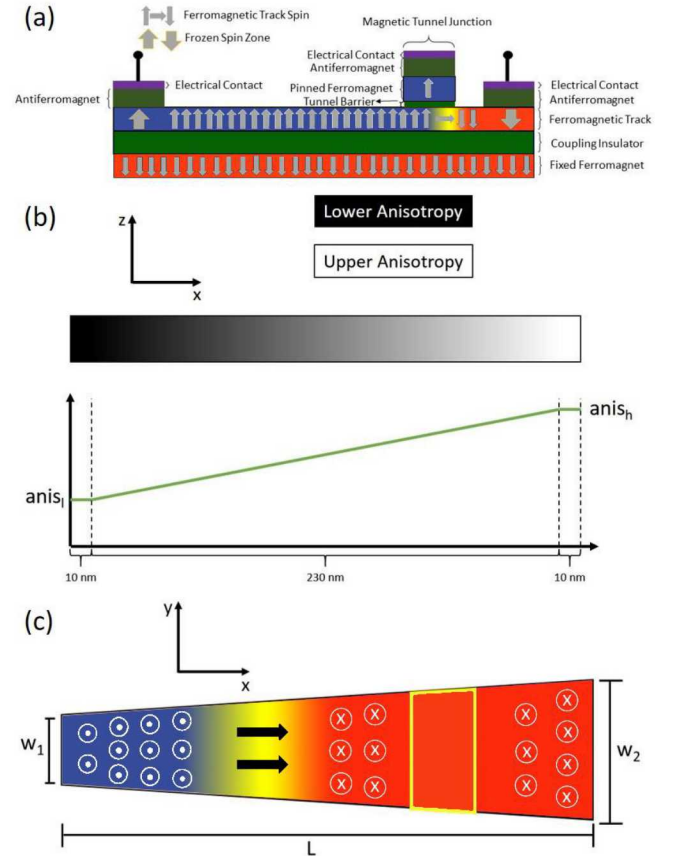 (a)
Ferromagnetic Track Spin
Frozen Spin Zone
Magnetic Tunnel Junction
Electrical Contact
Antiferromagnet
Pinned Ferromagnet
Tunnel Barrier
Electrical Contact
Antiferromagnet
Electrical Contact
Antiferromagnet
Ferromagnetic Track
Coupling Insulator
Fixed Ferromagnet
(b)
z
x
Lower Anisotropy
Upper Anisotropy
anis_h
anis_l
10 nm
230 nm
10 nm
(c)
y
x
X X X
X X
X X X
X X
X X X
w_1
w_2
L